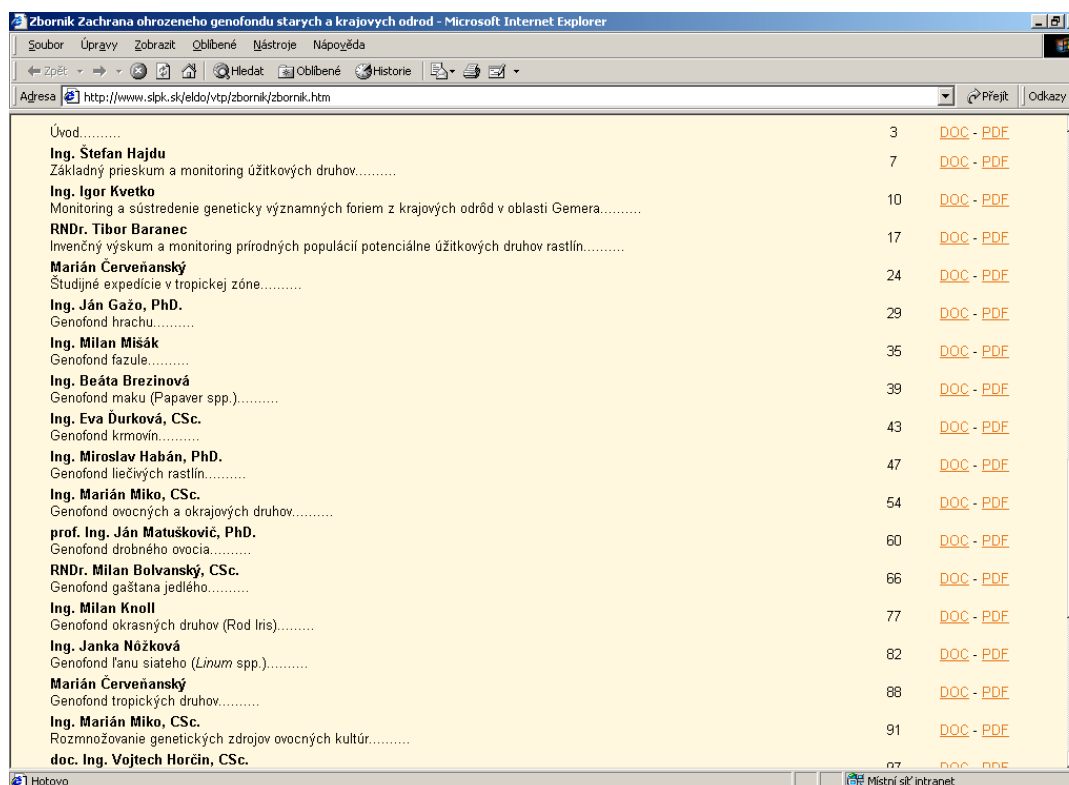 Zbornik Zachrana ohrozeneho genofondu starych a krajovych odrod - Microsoft Internet Explorer
Soubor Úpravy Zobrazit Oblíbené Nástroje Nápověda
Zpět Hledat Oblíbené Historie
Adresa http://www.slpk.sk/eldo/vtp/zbornik/zbornik.htm Přejít Odkazy
Úvod.......... 3 DOC - PDF
Ing. Štefan Hajdu
Základný prieskum a monitoring úžitkových druhov.......... 7 DOC - PDF
Ing. Igor Kvetko
Monitoring a sústredenie geneticky významných foriem z krajových odrôd v oblasti Gemera.......... 10 DOC - PDF
RNDr. Tibor Baranec
Invenčný výskum a monitoring prírodných populácií potenciálne úžitkových druhov rastlín.......... 17 DOC - PDF
Marián Červeňanský
Študijné expedície v tropickej zóne.......... 24 DOC - PDF
Ing. Ján Gažo, PhD.
Genofond hrachu.......... 29 DOC - PDF
Ing. Milan Mišák
Genofond fazule.......... 35 DOC - PDF
Ing. Beáta Brezinová
Genofond maku (Papaver spp.).......... 39 DOC - PDF
Ing. Eva Ďurková, CSc.
Genofond krmovín.......... 43 DOC - PDF
Ing. Miroslav Habán, PhD.
Genofond liečivých rastlín.......... 47 DOC - PDF
Ing. Marián Miko, CSc.
Genofond ovocných a okrajových druhov.......... 54 DOC - PDF
prof. Ing. Ján Matuškovič, PhD.
Genofond drobného ovocia.......... 60 DOC - PDF
RNDr. Milan Bolvanský, CSc.
Genofond gaštana jedlého.......... 66 DOC - PDF
Ing. Milan Knoll
Genofond okrasných druhov (Rod Iris)......... 77 DOC - PDF
Ing. Janka Nôžková
Genofond ľanu siateho (Linum spp.).......... 82 DOC - PDF
Marián Červeňanský
Genofond tropických druhov.......... 88 DOC - PDF
Ing. Marián Miko, CSc.
Rozmnožovanie genetických zdrojov ovocných kultúr.......... 91 DOC - PDF
doc. Ing. Vojtech Horčin, CSc.
97 DOC - PDF
Hotovo Místní síť intranet